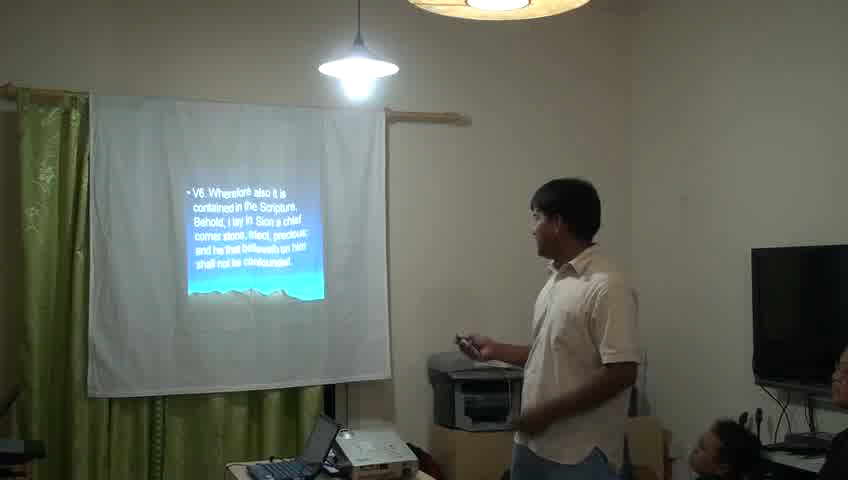 • V6. Wherefore also it is
contained in the Scripture,
Behold, I lay in Sion a chief
corner stone, elect, precious:
and he that believeth on him
shall not be confounded.